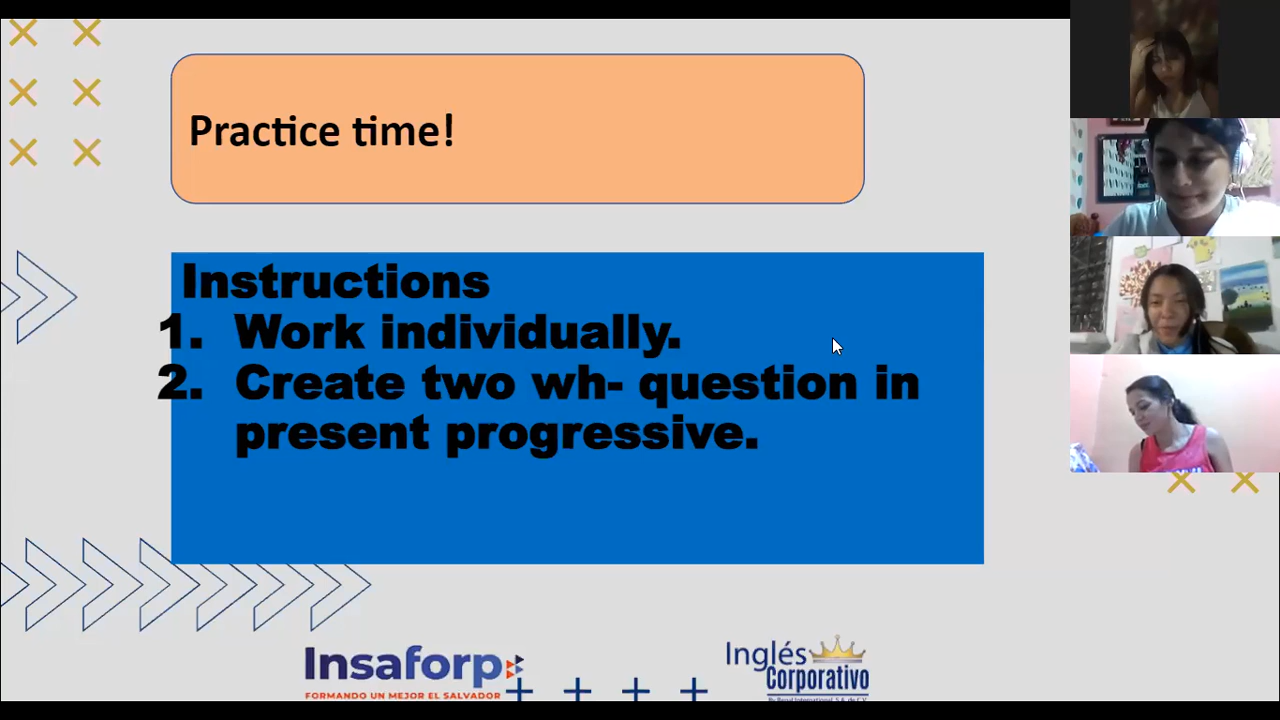 Practice time!
Instructions
1. Work individually.
2. Create two wh- question in
present progressive.
Insaforp
FORMANDO UN MEJOR EL SALVADOR
Inglés
Corporativo